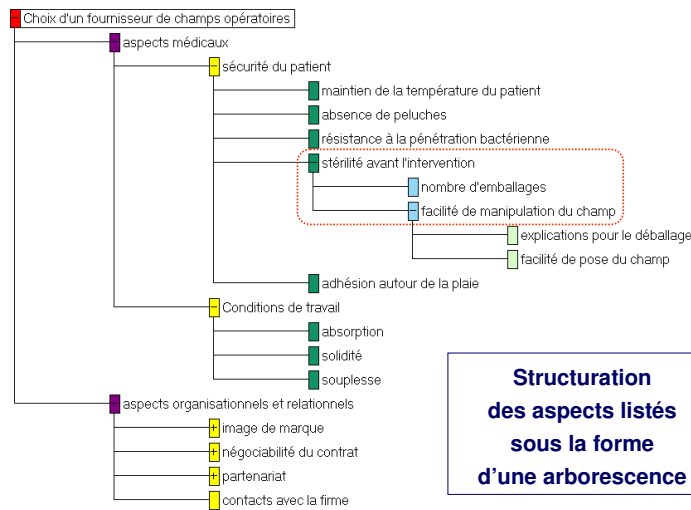 Choix d'un fournisseur de champs opératoires
aspects médicaux
sécurité du patient
maintien de la température du patient
absence de peluches
résistance à la pénétration bactérienne
stérilité avant l'intervention
nombre d'emballages
facilité de manipulation du champ
explications pour le déballage
facilité de pose du champ
adhésion autour de la plaie
Conditions de travail
absorption
solidité
souplesse
aspects organisationnels et relationnels
image de marque
négociabilité du contrat
partenariat
contacts avec la firme
Structuration
des aspects listés
sous la forme
d'une arborescence